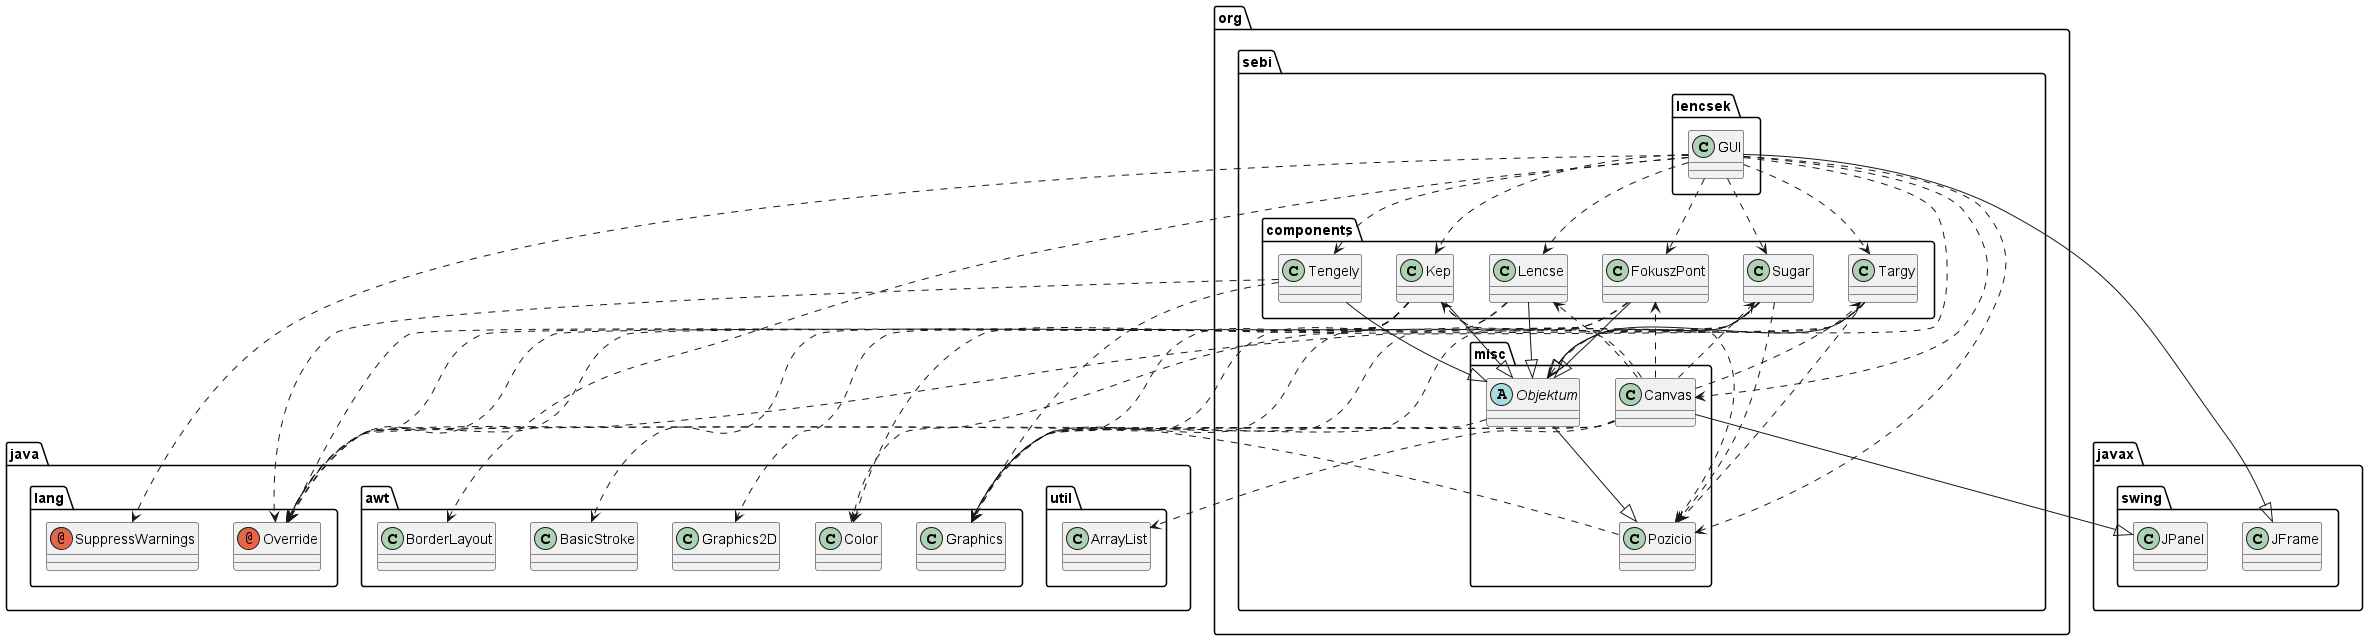 org
sebi
lencsek
C GUI
components
C Tengely
C Kep
C Lencse
C FokuszPont
C Sugar
C Targy
misc
A Objektum
C Canvas
C Pozicio
java
lang
@ SuppressWarnings
@ Override
awt
C BorderLayout
C BasicStroke
C Graphics2D
C Color
C Graphics
util
C ArrayList
javax
swing
C JPanel
C JFrame